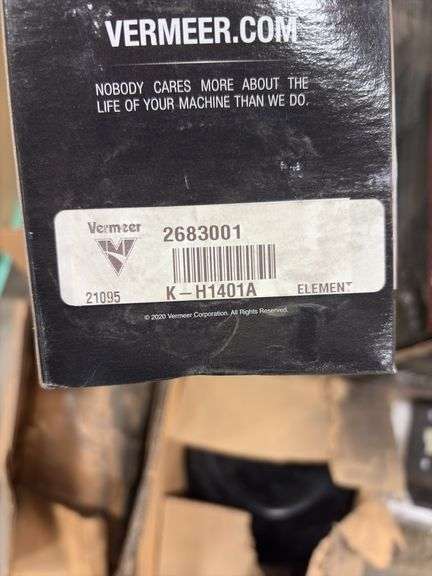 VERMEER.COM
NOBODY CARES MORE ABOUT THE
LIFE OF YOUR MACHINE THAN WE DO.
Vermeer 2683001
21095 K-H1401A ELEMENT
© 2020 Vermeer Corporation. All Rights Reserved.